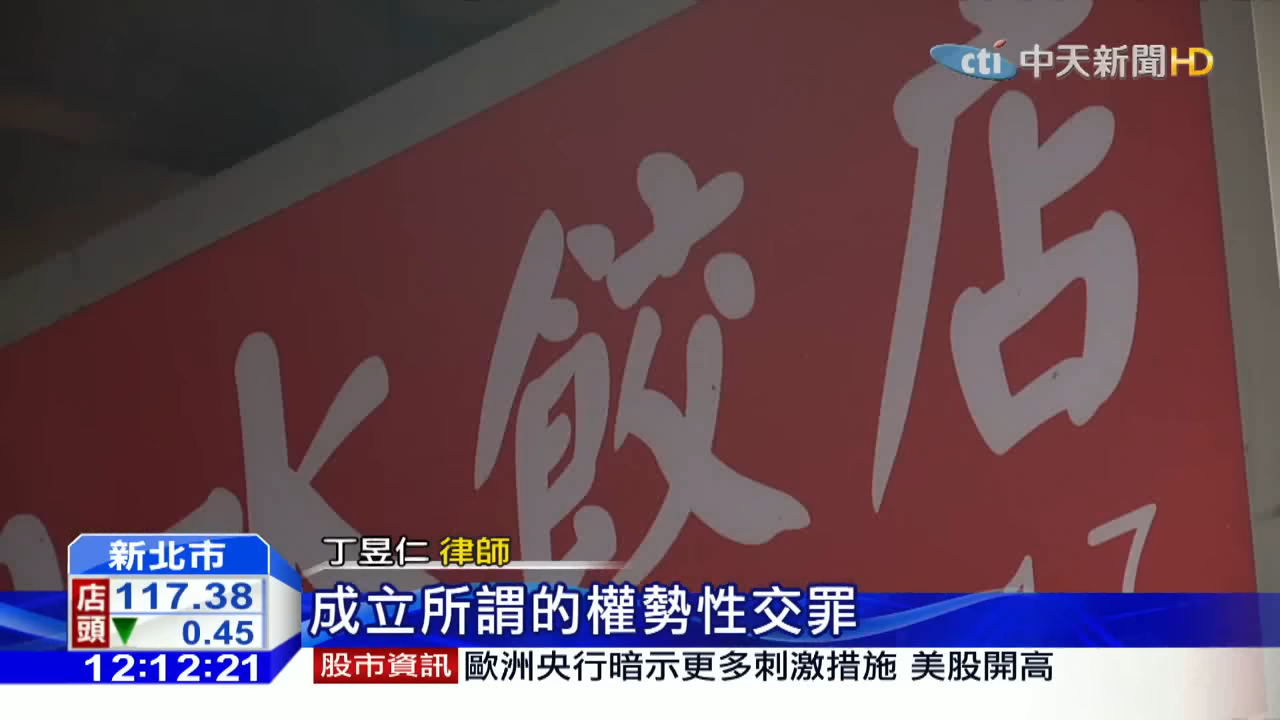 cti 中天新聞HD
水餃店
7
新北市
丁昱仁 律師
店頭 117.38
▼ 0.45
成立所謂的權勢性交罪
12:12:21
股市資訊 歐洲央行暗示更多刺激措施 美股開高